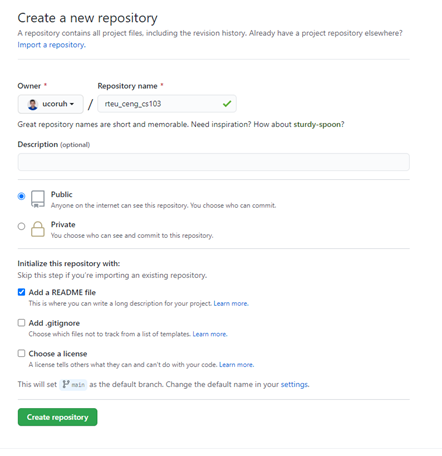 Create a new repository
A repository contains all project files, including the revision history. Already have a project repository elsewhere?
Import a repository.
Owner * Repository name *
ucoruh / rteu_ceng_cs103
Great repository names are short and memorable. Need inspiration? How about sturdy-spoon?
Description (optional)
Public
Anyone on the internet can see this repository. You choose who can commit.
Private
You choose who can see and commit to this repository.
Initialize this repository with:
Skip this step if you're importing an existing repository.
Add a README file
This is where you can write a long description for your project. Learn more.
Add .gitignore
Choose which files not to track from a list of templates. Learn more.
Choose a license
A license tells others what they can and can't do with your code. Learn more.
This will set main as the default branch. Change the default name in your settings.
Create repository